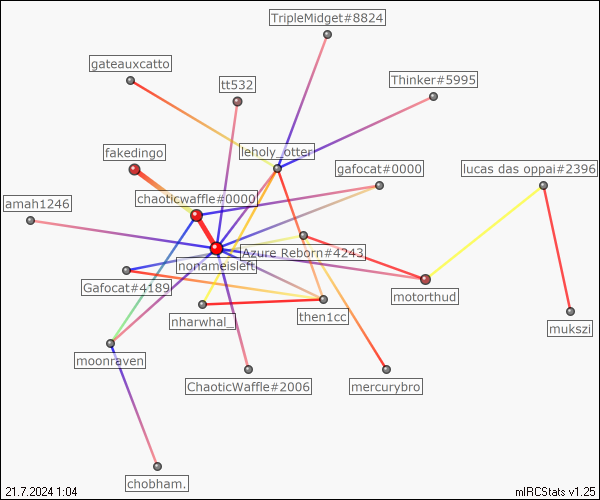 TripleMidget#8824
gateauxcatto
Thinker#5995
tt532
fakedingo
leholy_otter
gafocat#0000
lucas das oppai#2396
chaoticwaffle#0000
amah1246
Azure Reborn#4243
nonameisleft
Gafocat#4189
motorthud
nharwhal_
then1cc
mukszi
moonraven
ChaoticWaffle#2006
mercurybro
chobham.
21.7.2024 1:04
mIRCStats v1.25